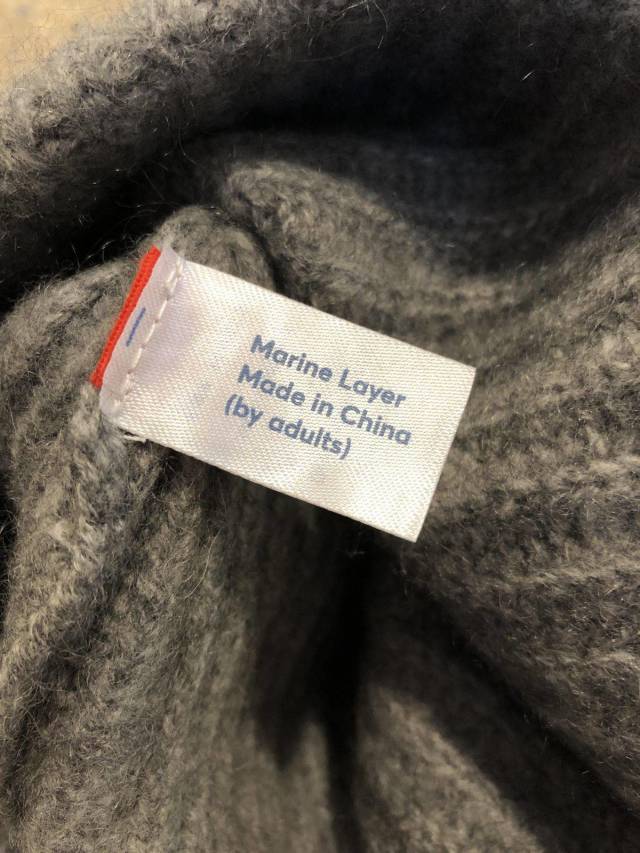 Marine Layer
Made in China
(by adults)